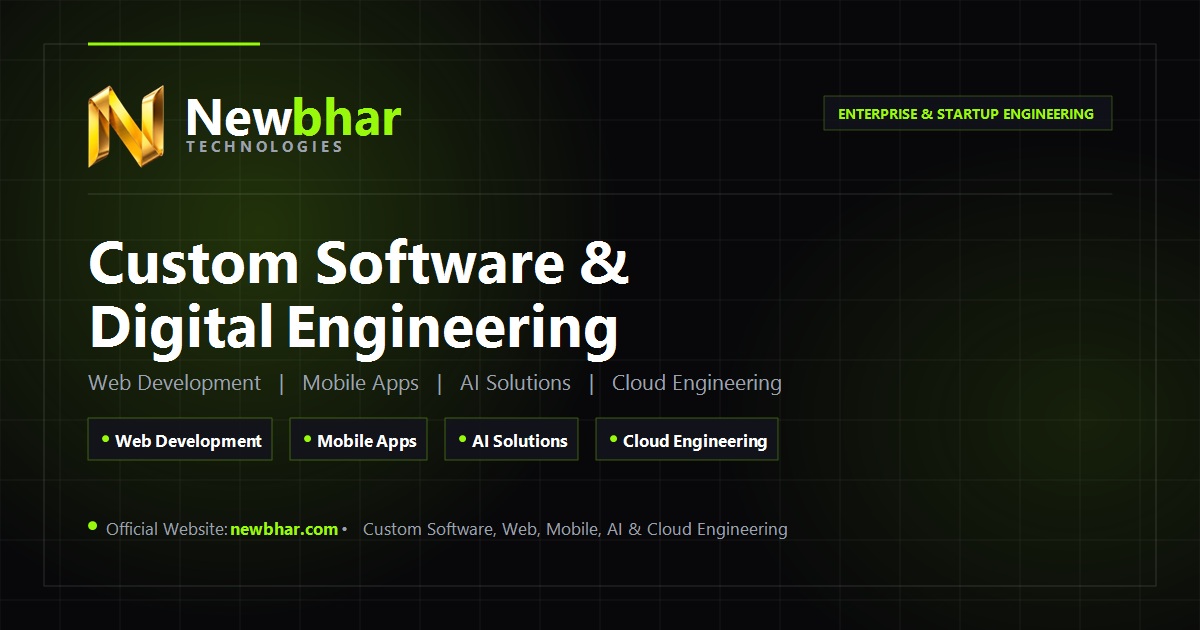 Newbhar
TECHNOLOGIES
ENTERPRISE & STARTUP ENGINEERING
Custom Software &
Digital Engineering
Web Development | Mobile Apps | AI Solutions | Cloud Engineering
• Web Development • Mobile Apps • AI Solutions • Cloud Engineering
• Official Website: newbhar.com • Custom Software, Web, Mobile, AI & Cloud Engineering